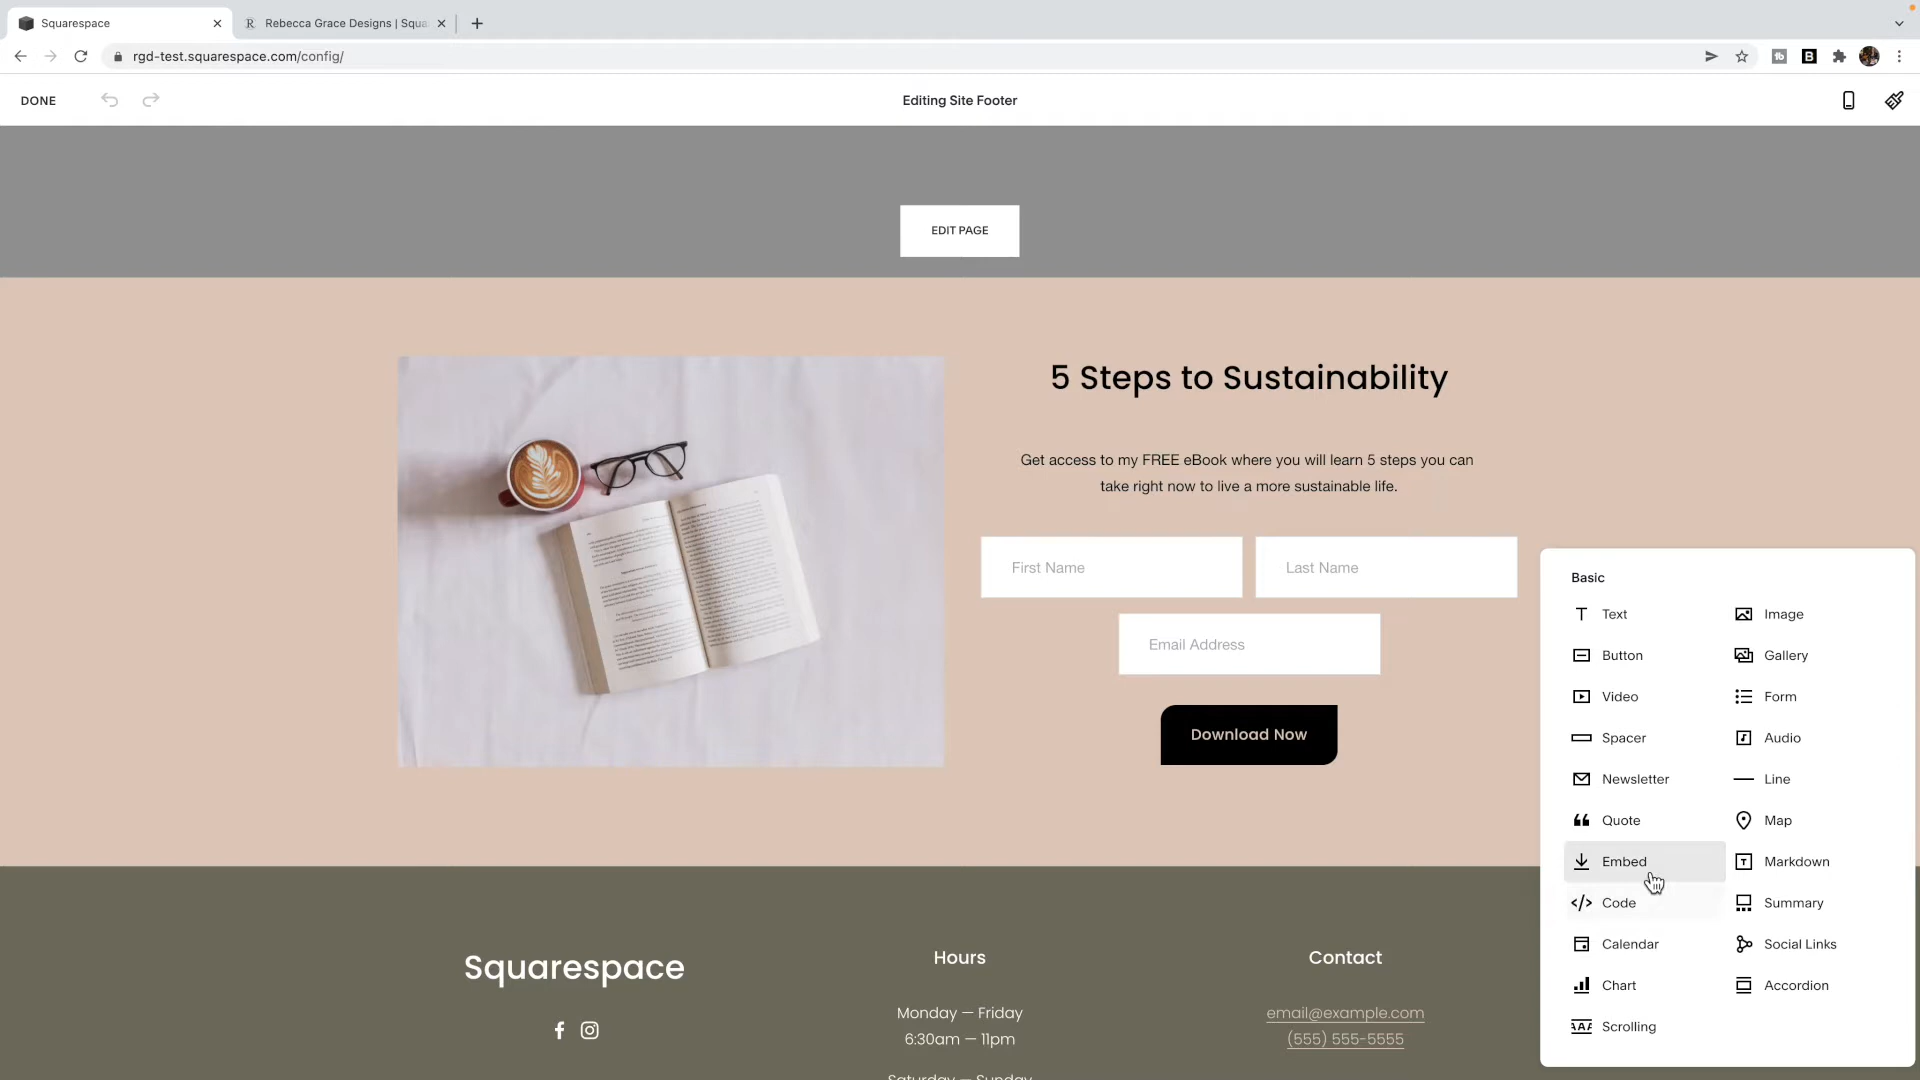 Squarespace
Rebecca Grace Designs | Squa
rgd-test.squarespace.com/config/
DONE
Editing Site Footer
EDIT PAGE
5 Steps to Sustainability
Get access to my FREE eBook where you will learn 5 steps you can
take right now to live a more sustainable life.
First Name
Last Name
Email Address
Download Now
Basic
Text
Image
Button
Gallery
Video
Form
Spacer
Audio
Newsletter
Line
Quote
Map
Embed
Markdown
Code
Summary
Calendar
Social Links
Chart
Accordion
Scrolling
Squarespace
Hours
Monday — Friday
6:30am — 11pm
Saturday — Sunday
Contact
email@example.com
(555) 555-5555